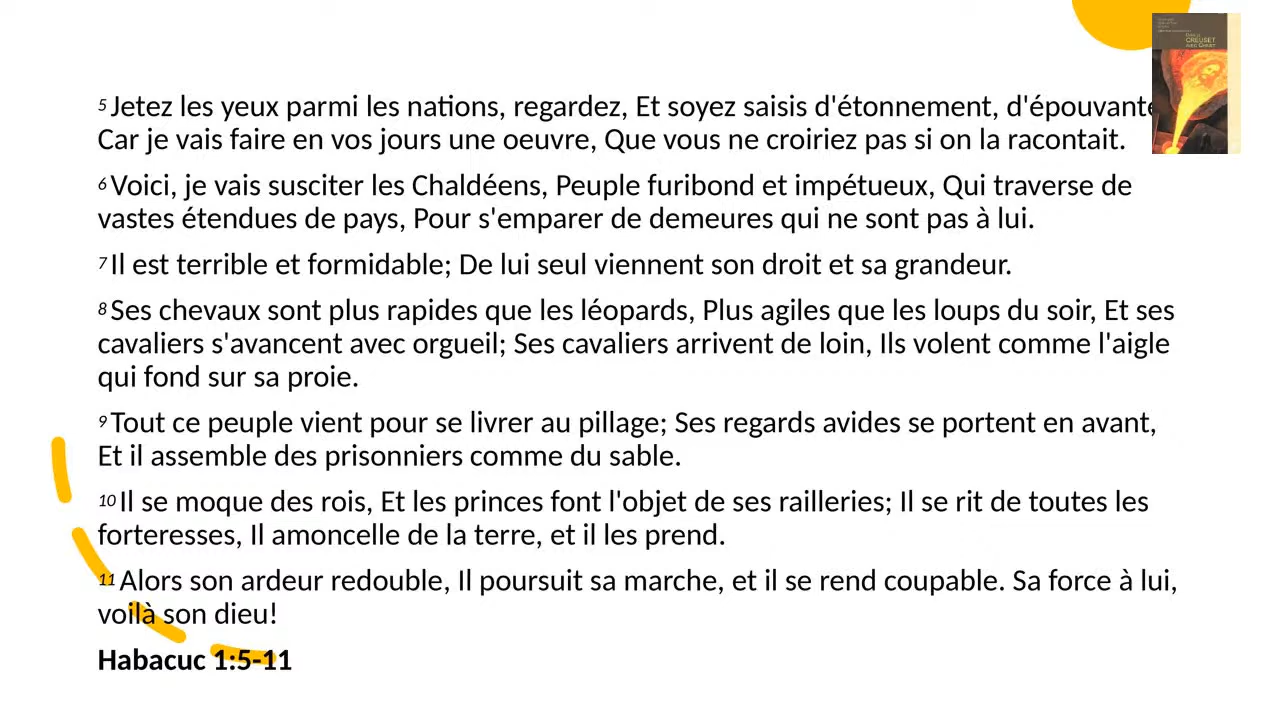 5 Jetez les yeux parmi les nations, regardez, Et soyez saisis d'étonnement, d'épouvante
Car je vais faire en vos jours une oeuvre, Que vous ne croiriez pas si on la racontait.
6 Voici, je vais susciter les Chaldéens, Peuple furibond et impétueux, Qui traverse de
vastes étendues de pays, Pour s'emparer de demeures qui ne sont pas à lui.
7 Il est terrible et formidable; De lui seul viennent son droit et sa grandeur.
8 Ses chevaux sont plus rapides que les léopards, Plus agiles que les loups du soir, Et ses
cavaliers s'avancent avec orgueil; Ses cavaliers arrivent de loin, Ils volent comme l'aigle
qui fond sur sa proie.
9 Tout ce peuple vient pour se livrer au pillage; Ses regards avides se portent en avant,
Et il assemble des prisonniers comme du sable.
10 Il se moque des rois, Et les princes font l'objet de ses railleries; Il se rit de toutes les
forteresses, Il amoncelle de la terre, et il les prend.
11 Alors son ardeur redouble, Il poursuit sa marche, et il se rend coupable. Sa force à lui,
voilà son dieu!
Habacuc 1:5-11
CREUSET
AVEC CHRIST